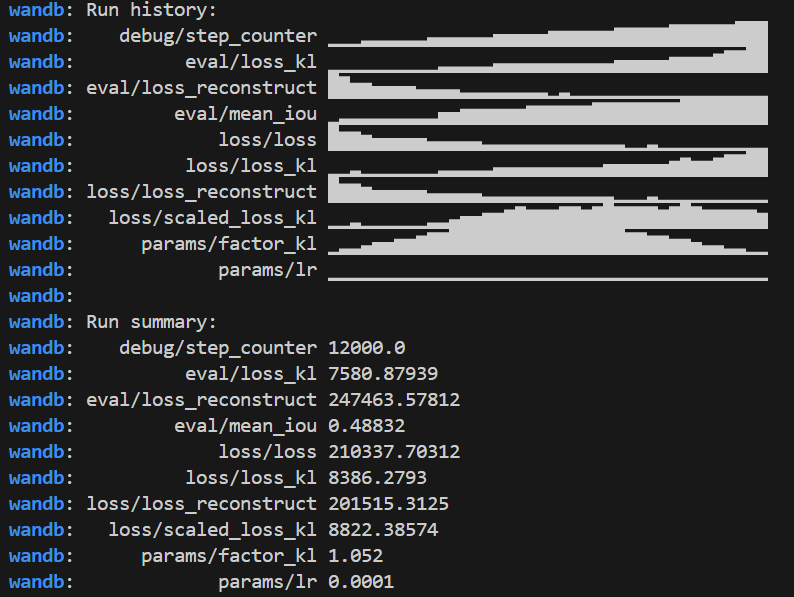 wandb: Run history:
wandb: debug/step_counter
wandb: eval/loss_kl
wandb: eval/loss_reconstruct
wandb: eval/mean_iou
wandb: loss/loss
wandb: loss/loss_kl
wandb: loss/loss_reconstruct
wandb: loss/scaled_loss_kl
wandb: params/factor_kl
wandb: params/lr
wandb:
wandb: Run summary:
wandb: debug/step_counter 12000.0
wandb: eval/loss_kl 7580.87939
wandb: eval/loss_reconstruct 247463.57812
wandb: eval/mean_iou 0.48832
wandb: loss/loss 210337.70312
wandb: loss/loss_kl 8386.2793
wandb: loss/loss_reconstruct 201515.3125
wandb: loss/scaled_loss_kl 8822.38574
wandb: params/factor_kl 1.052
wandb: params/lr 0.0001